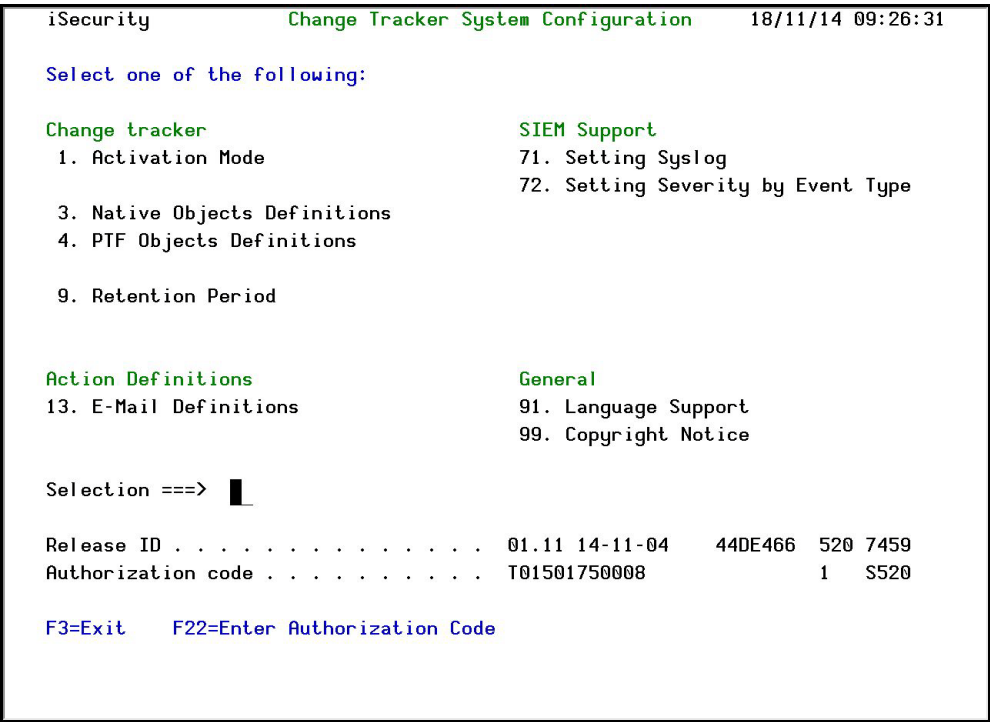 iSecurity Change Tracker System Configuration 18/11/14 09:26:31
Select one of the following:
Change tracker SIEM Support
1. Activation Mode 71. Setting Syslog
72. Setting Severity by Event Type
3. Native Objects Definitions
4. PTF Objects Definitions
9. Retention Period
Action Definitions General
13. E-Mail Definitions 91. Language Support
99. Copyright Notice
Selection ===> _
Release ID . . . . . . . . . . . . . . 01.11 14-11-04 44DE466 520 7459
Authorization code . . . . . . . . . . T01501750008 1 S520
F3=Exit F22=Enter Authorization Code